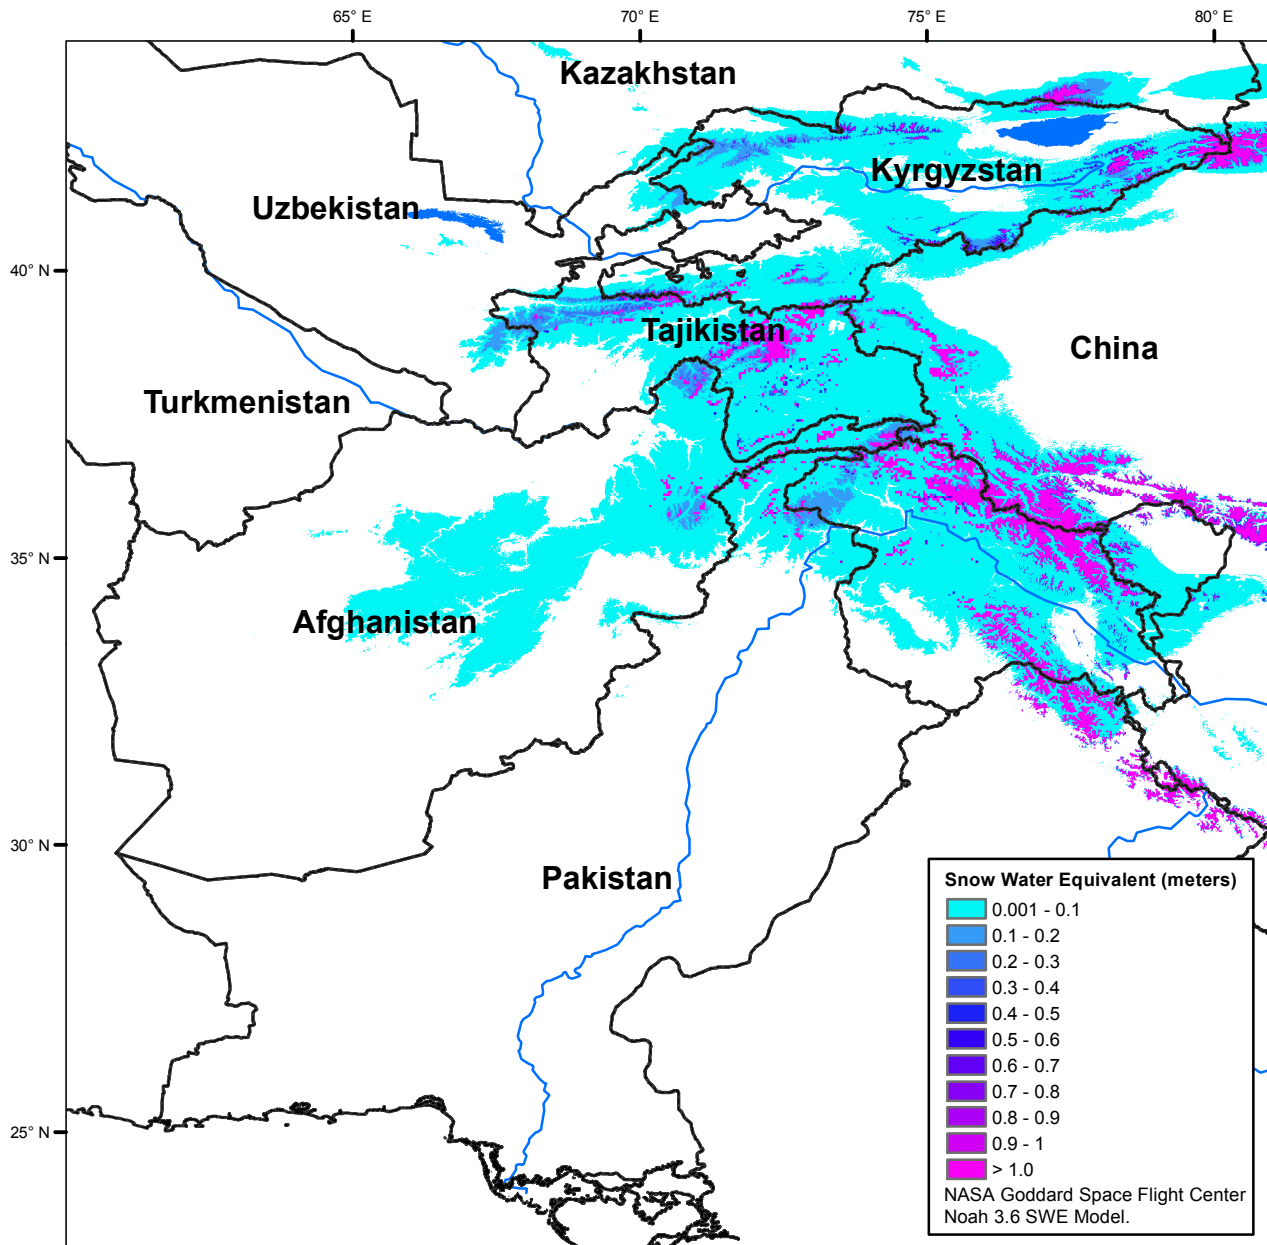 65° E
70° E
75° E
80° E
Kazakhstan
Kyrgyzstan
Uzbekistan
40° N
Tajikistan
China
Turkmenistan
35° N
Afghanistan
30° N
Pakistan
25° N
Snow Water Equivalent (meters)
0.001 - 0.1
0.1 - 0.2
0.2 - 0.3
0.3 - 0.4
0.4 - 0.5
0.5 - 0.6
0.6 - 0.7
0.7 - 0.8
0.8 - 0.9
0.9 - 1
> 1.0
NASA Goddard Space Flight Center
Noah 3.6 SWE Model.